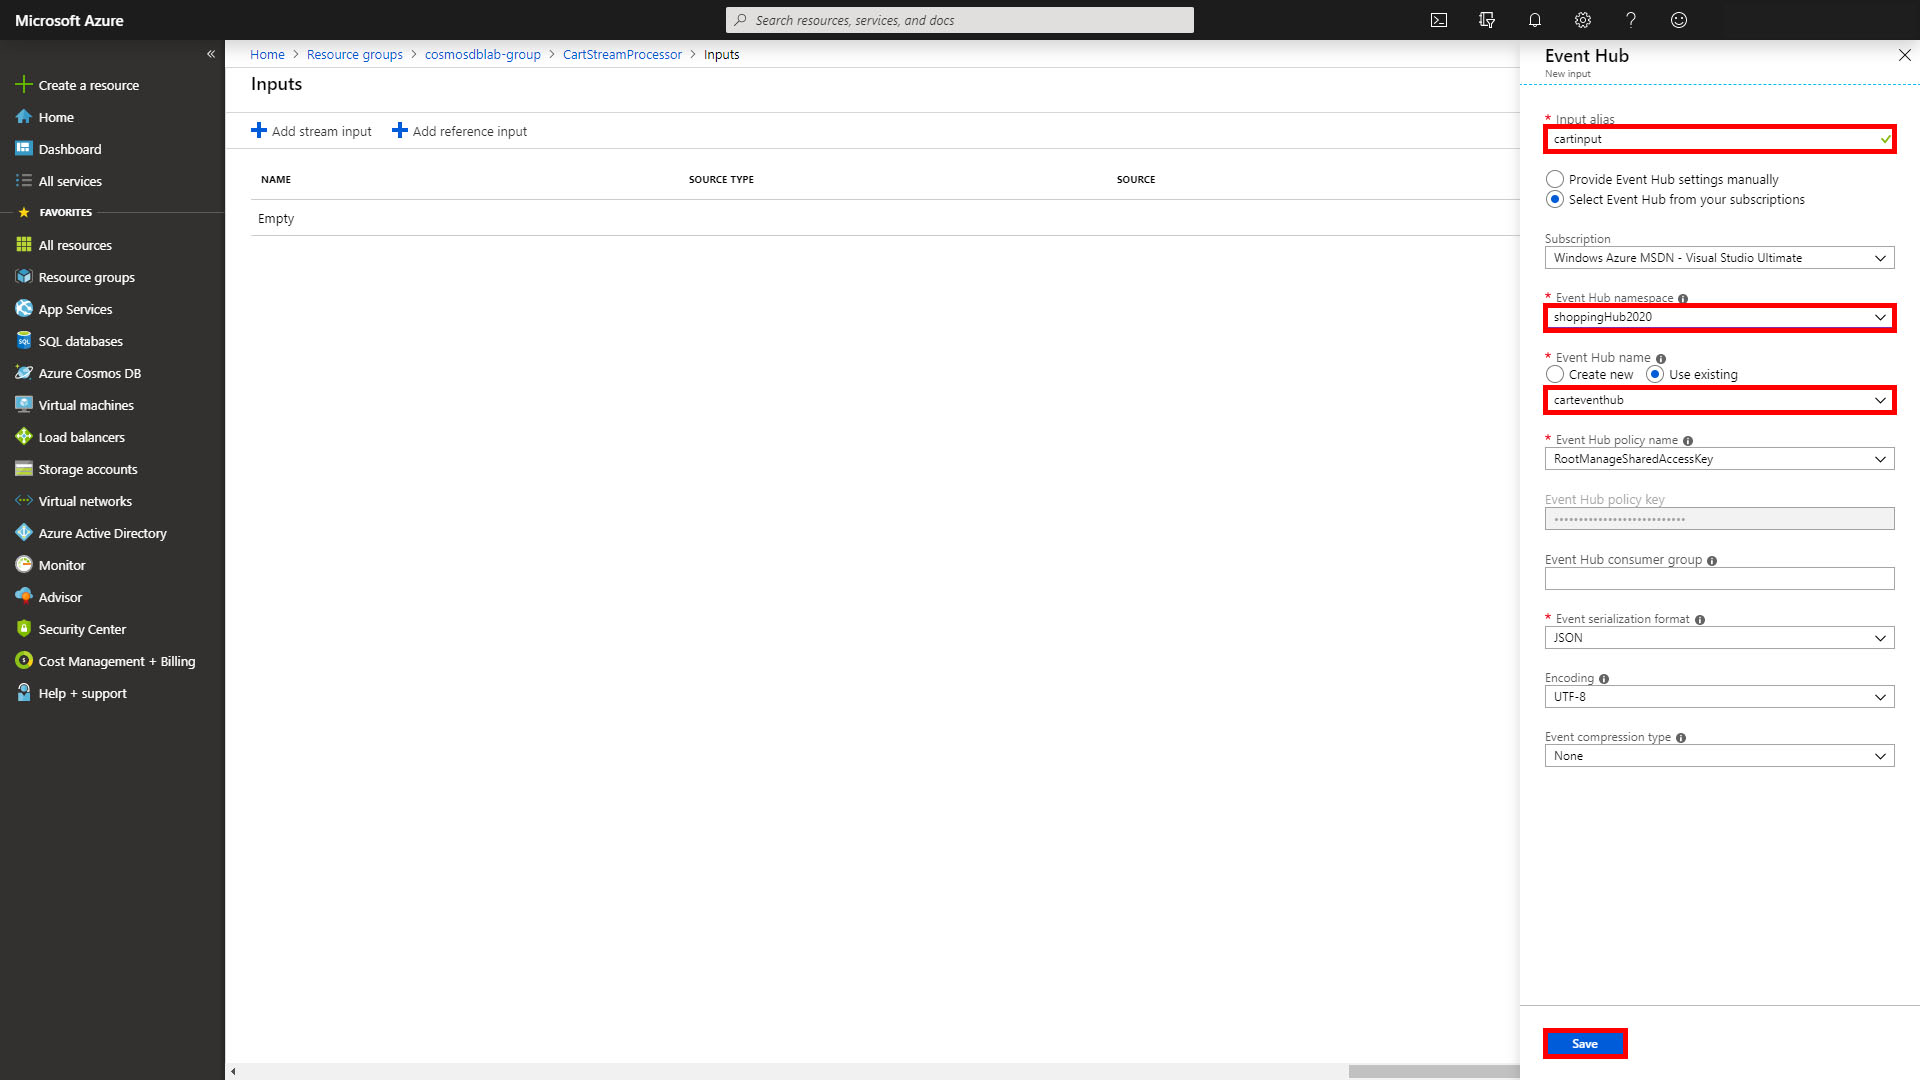 Microsoft Azure
Search resources, services, and docs
Create a resource
Home
Dashboard
All services
FAVORITES
All resources
Resource groups
App Services
SQL databases
Azure Cosmos DB
Virtual machines
Load balancers
Storage accounts
Virtual networks
Azure Active Directory
Monitor
Advisor
Security Center
Cost Management + Billing
Help + support
Home > Resource groups > cosmosdblab-group > CartStreamProcessor > Inputs
Inputs
Add stream input Add reference input
NAME SOURCE TYPE SOURCE
Empty
Event Hub
New input
* Input alias
cartinput
Provide Event Hub settings manually
Select Event Hub from your subscriptions
Subscription
Windows Azure MSDN - Visual Studio Ultimate
* Event Hub namespace
shoppingHub2020
* Event Hub name
Create new Use existing
carteventhub
* Event Hub policy name
RootManageSharedAccessKey
Event Hub policy key
•••••••••••••••••••••••••••
Event Hub consumer group
* Event serialization format
JSON
Encoding
UTF-8
Event compression type
None
Save